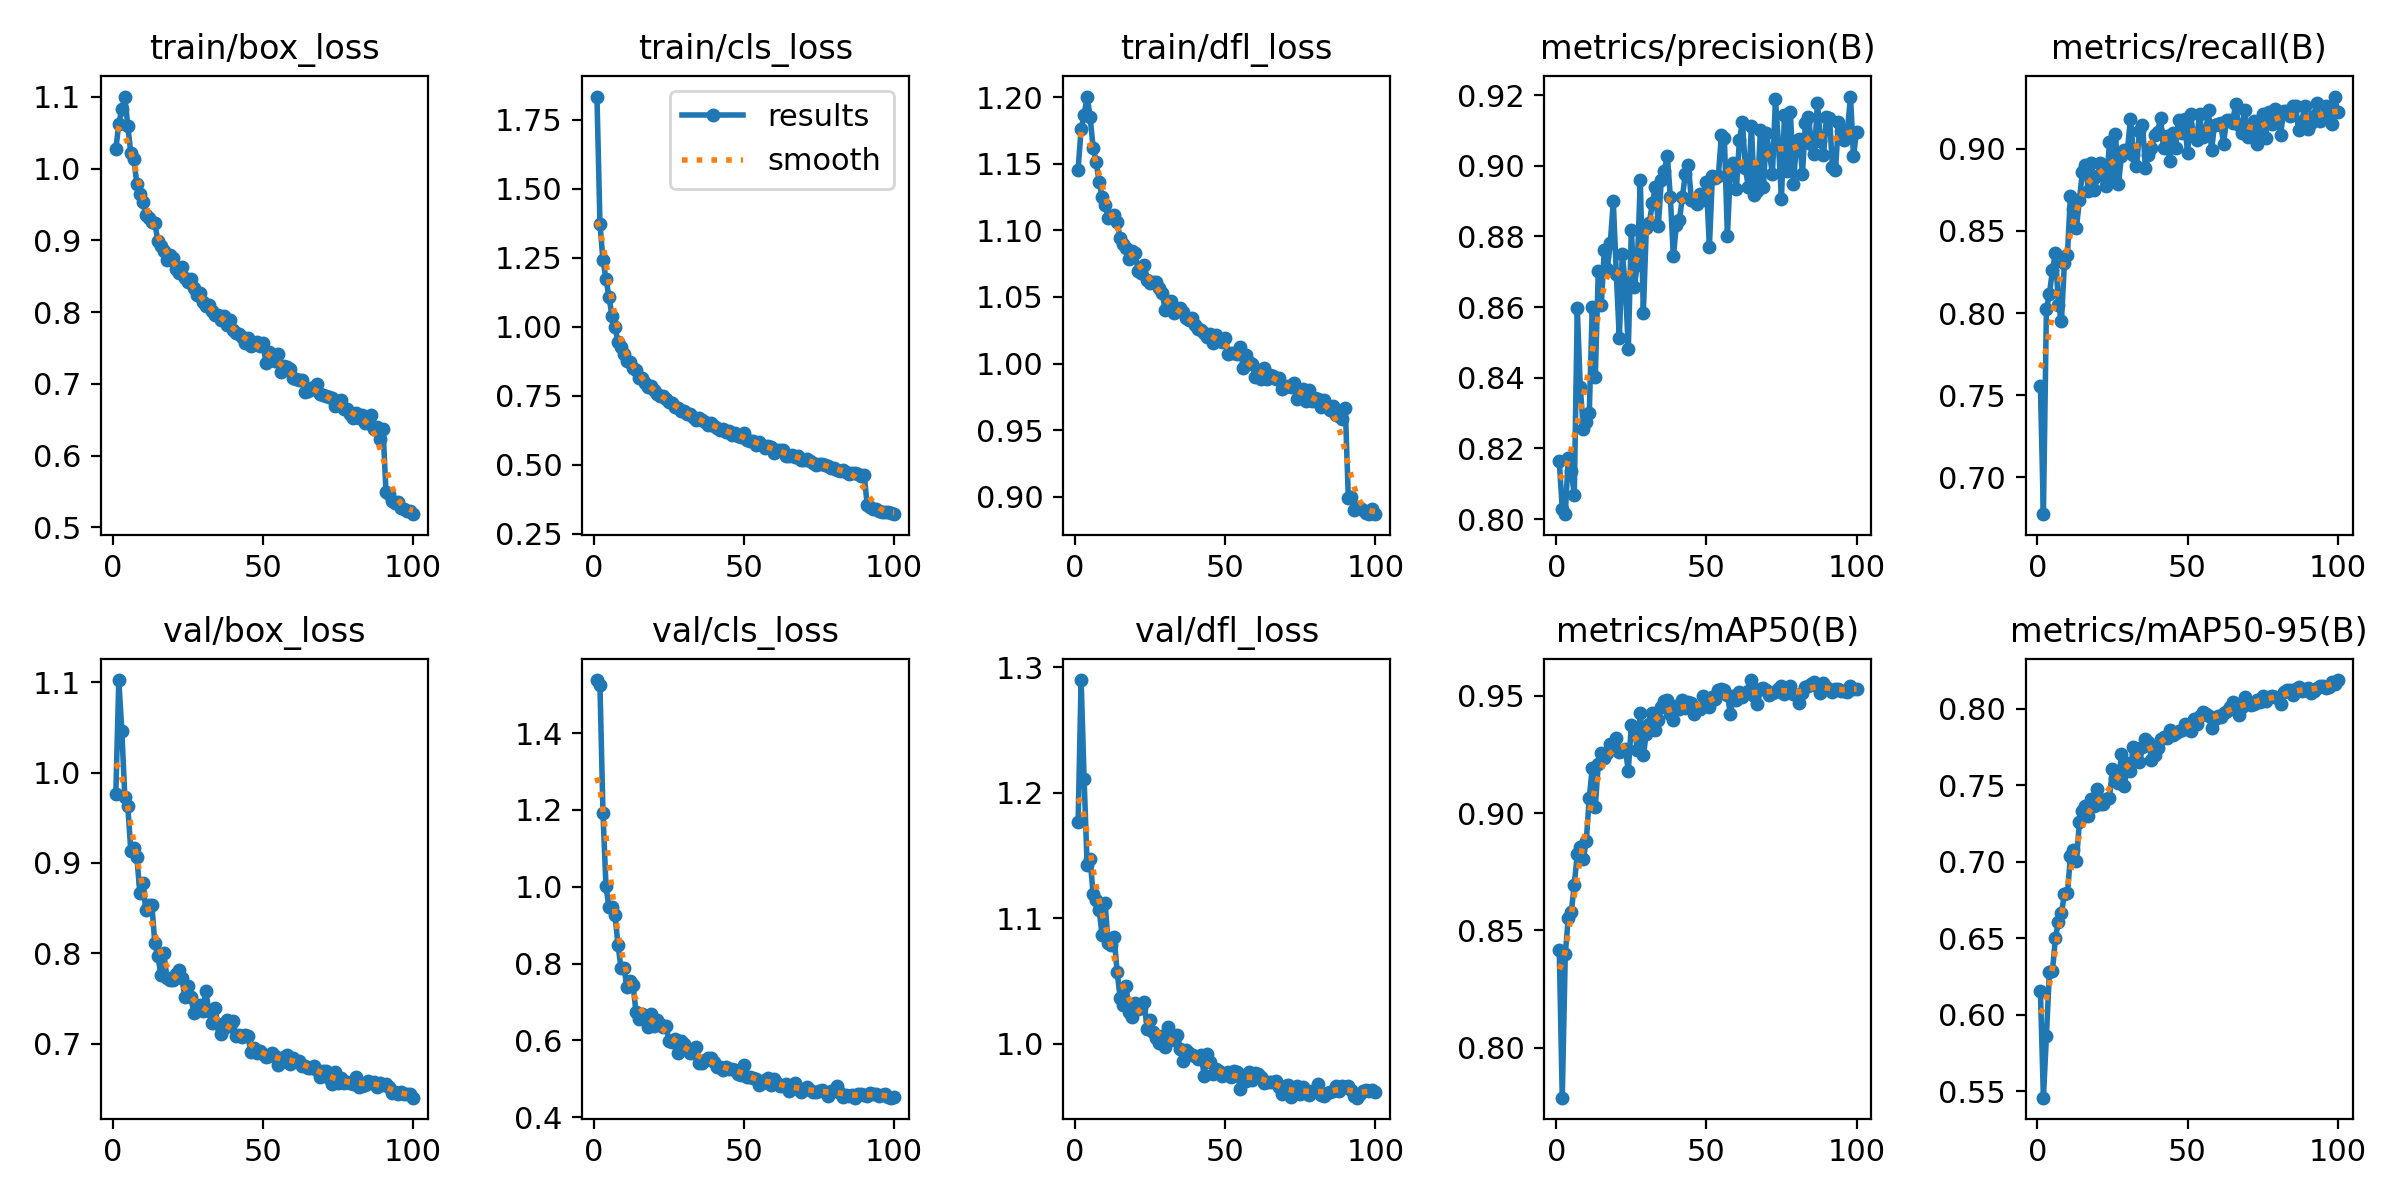 train/box_loss
1.1
1.0
0.9
0.8
0.7
0.6
0.5
0 50 100
train/cls_loss
results
smooth
1.75
1.50
1.25
1.00
0.75
0.50
0.25
0 50 100
train/dfl_loss
1.20
1.15
1.10
1.05
1.00
0.95
0.90
0 50 100
metrics/precision(B)
0.92
0.90
0.88
0.86
0.84
0.82
0.80
0 50 100
metrics/recall(B)
0.90
0.85
0.80
0.75
0.70
0 50 100
val/box_loss
1.1
1.0
0.9
0.8
0.7
0 50 100
val/cls_loss
1.4
1.2
1.0
0.8
0.6
0.4
0 50 100
val/dfl_loss
1.3
1.2
1.1
1.0
0 50 100
metrics/mAP50(B)
0.95
0.90
0.85
0.80
0 50 100
metrics/mAP50-95(B)
0.80
0.75
0.70
0.65
0.60
0.55
0 50 100